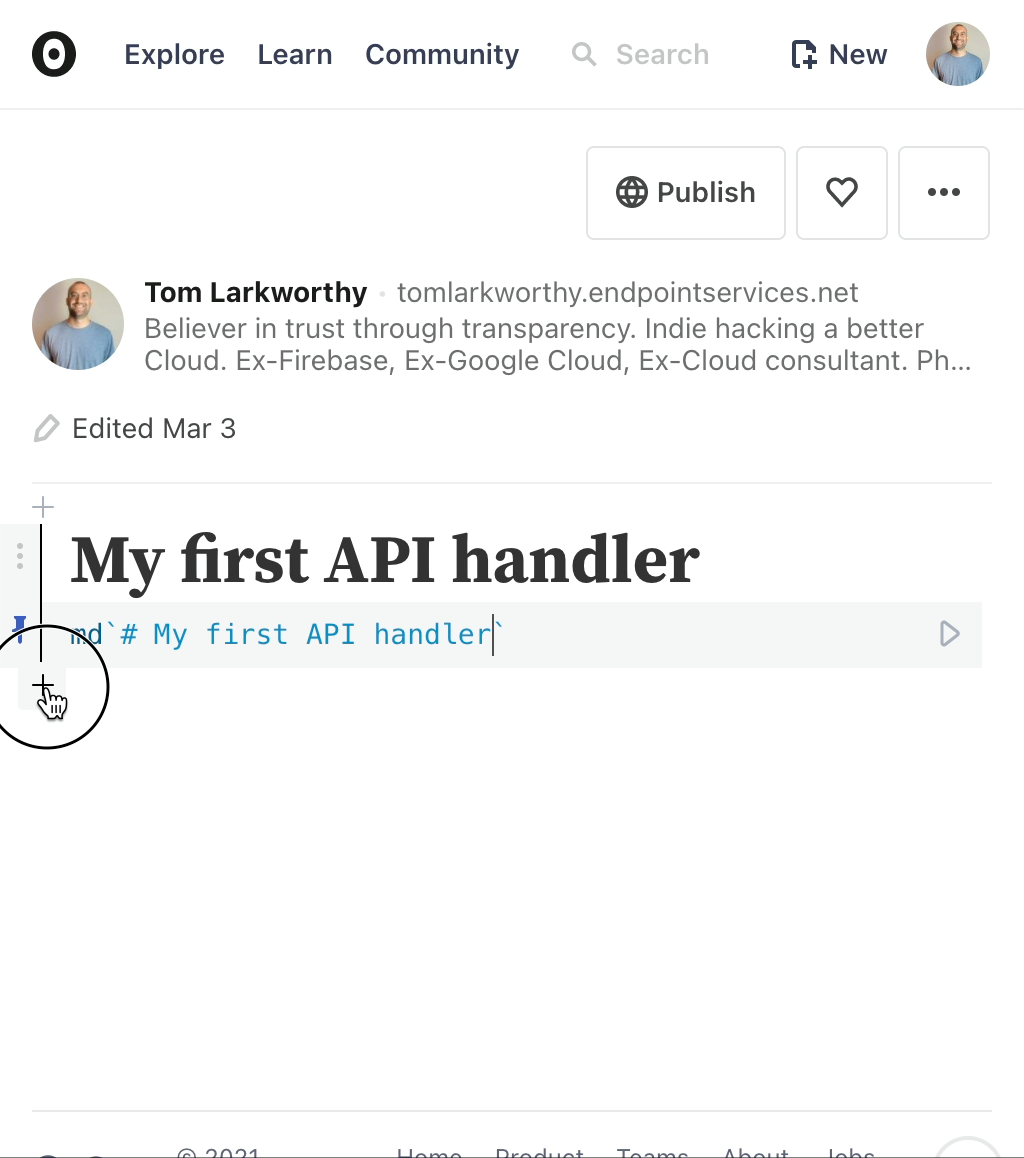 Explore Learn Community Search New
Publish
Tom Larkworthy • tomlarkworthy.endpointservices.net
Believer in trust through transparency. Indie hacking a better
Cloud. Ex-Firebase, Ex-Google Cloud, Ex-Cloud consultant. Ph...
Edited Mar 3
My first API handler
md`# My first API handler`
© 2021 Home Product Teams About Jobs